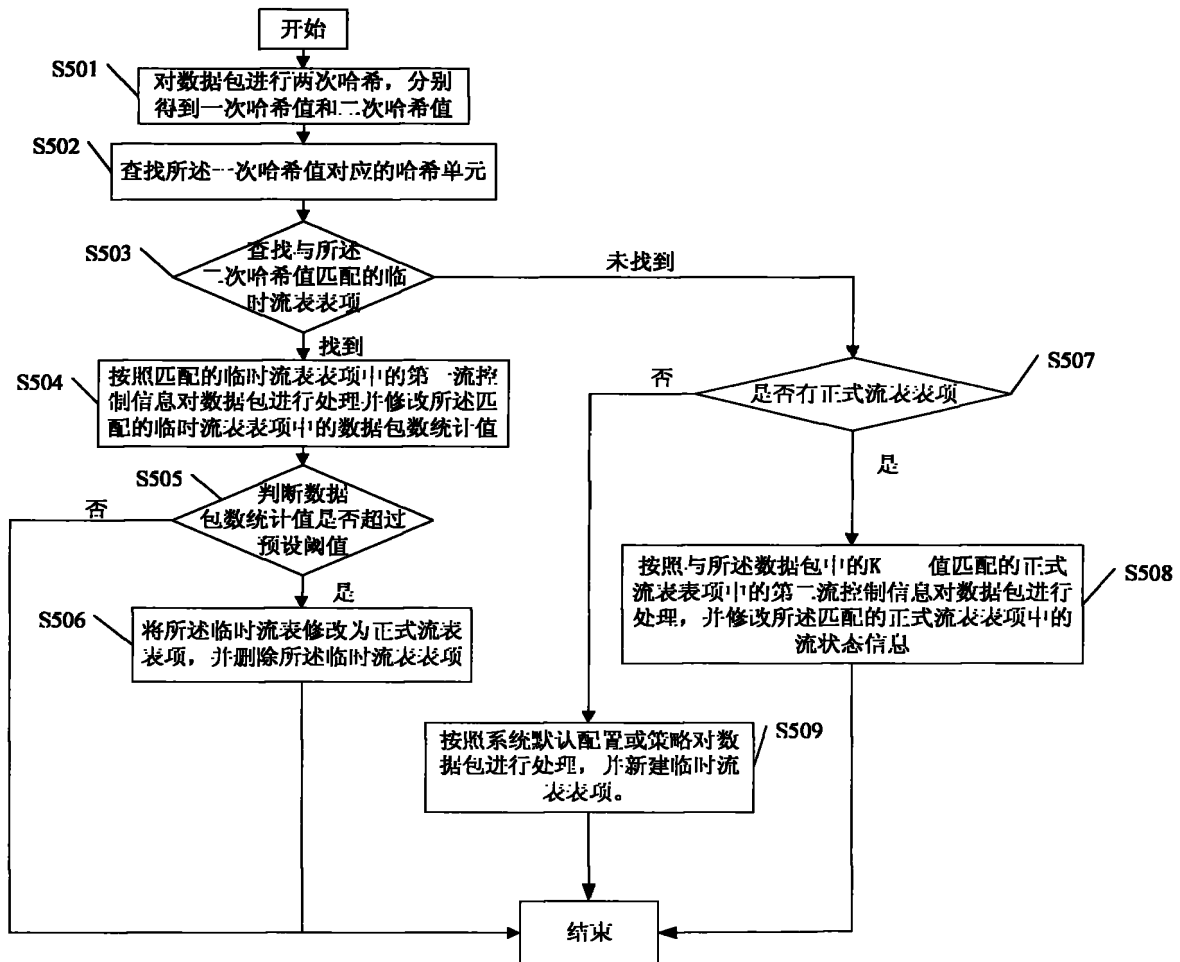 开始
S501
对数据包进行两次哈希，分别
得到一次哈希值和二次哈希值
S502
查找所述一次哈希值对应的哈希单元
S503
查找与所述
二次哈希值匹配的临
时流表表项
未找到
找到
S504
按照匹配的临时流表表项中的第一流控
制信息对数据包进行处理并修改所述匹
配的临时流表表项中的数据包数统计值
S507
否
是否有正式流表表项
是
S505
否
判断数据
包数统计值是否超过
预设阈值
是
S506
将所述临时流表修改为正式流表
表项，并删除所述临时流表表项
按照与所述数据包中的K 值匹配的正式
流表表项中的第二流控制信息对数据包进行
处理，并修改所述匹配的正式流表表项中的
流状态信息
S508
S509
按照系统默认配置或策略对数
据包进行处理，并新建临时流
表表项。
结束